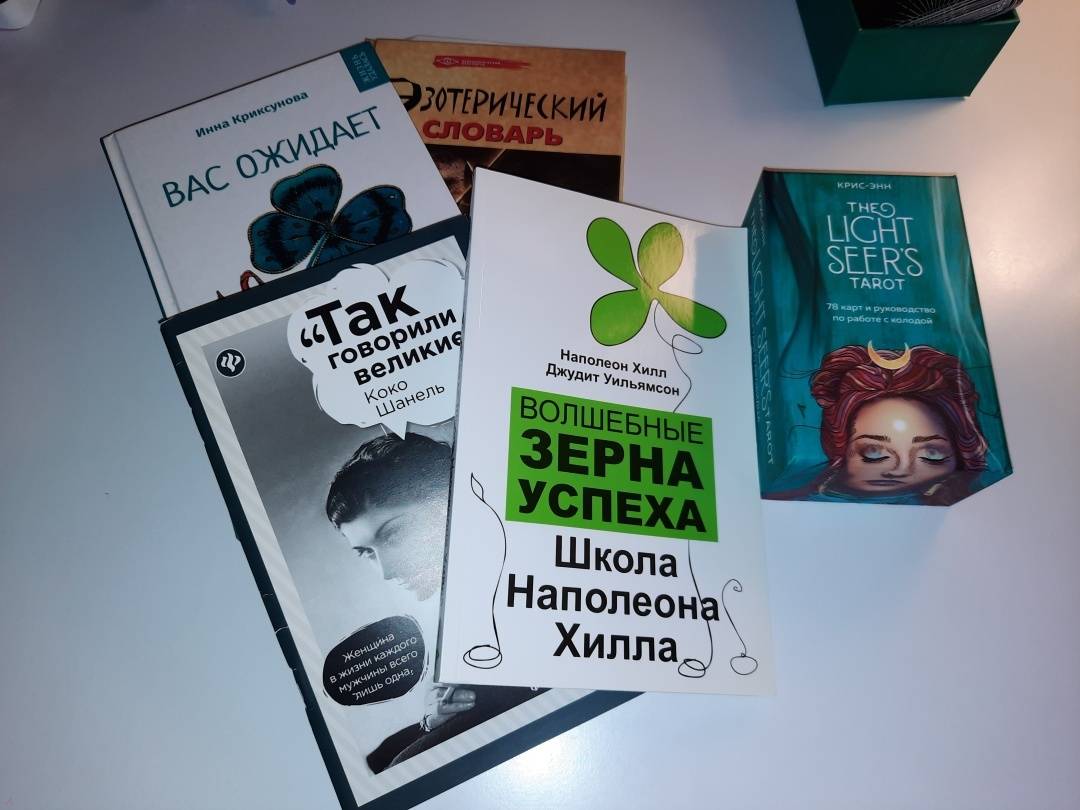 Инна Криксунова
ВАС ОЖИДАЕТ
ЭЗОТЕРИЧЕСКИЙ
СЛОВАРЬ
"Так
говорили
великие
Коко
Шанель
Женщина
в жизни каждого
мужчины всего
лишь одна,
Наполеон Хилл
Джудит Уильямсон
ВОЛШЕБНЫЕ
ЗЕРНА
УСПЕХА
Школа
Наполеона
Хилла
КРИС-ЭНН
THE
LIGHT
SEER'S
TAROT
78 карт и руководство
по работе с колодой